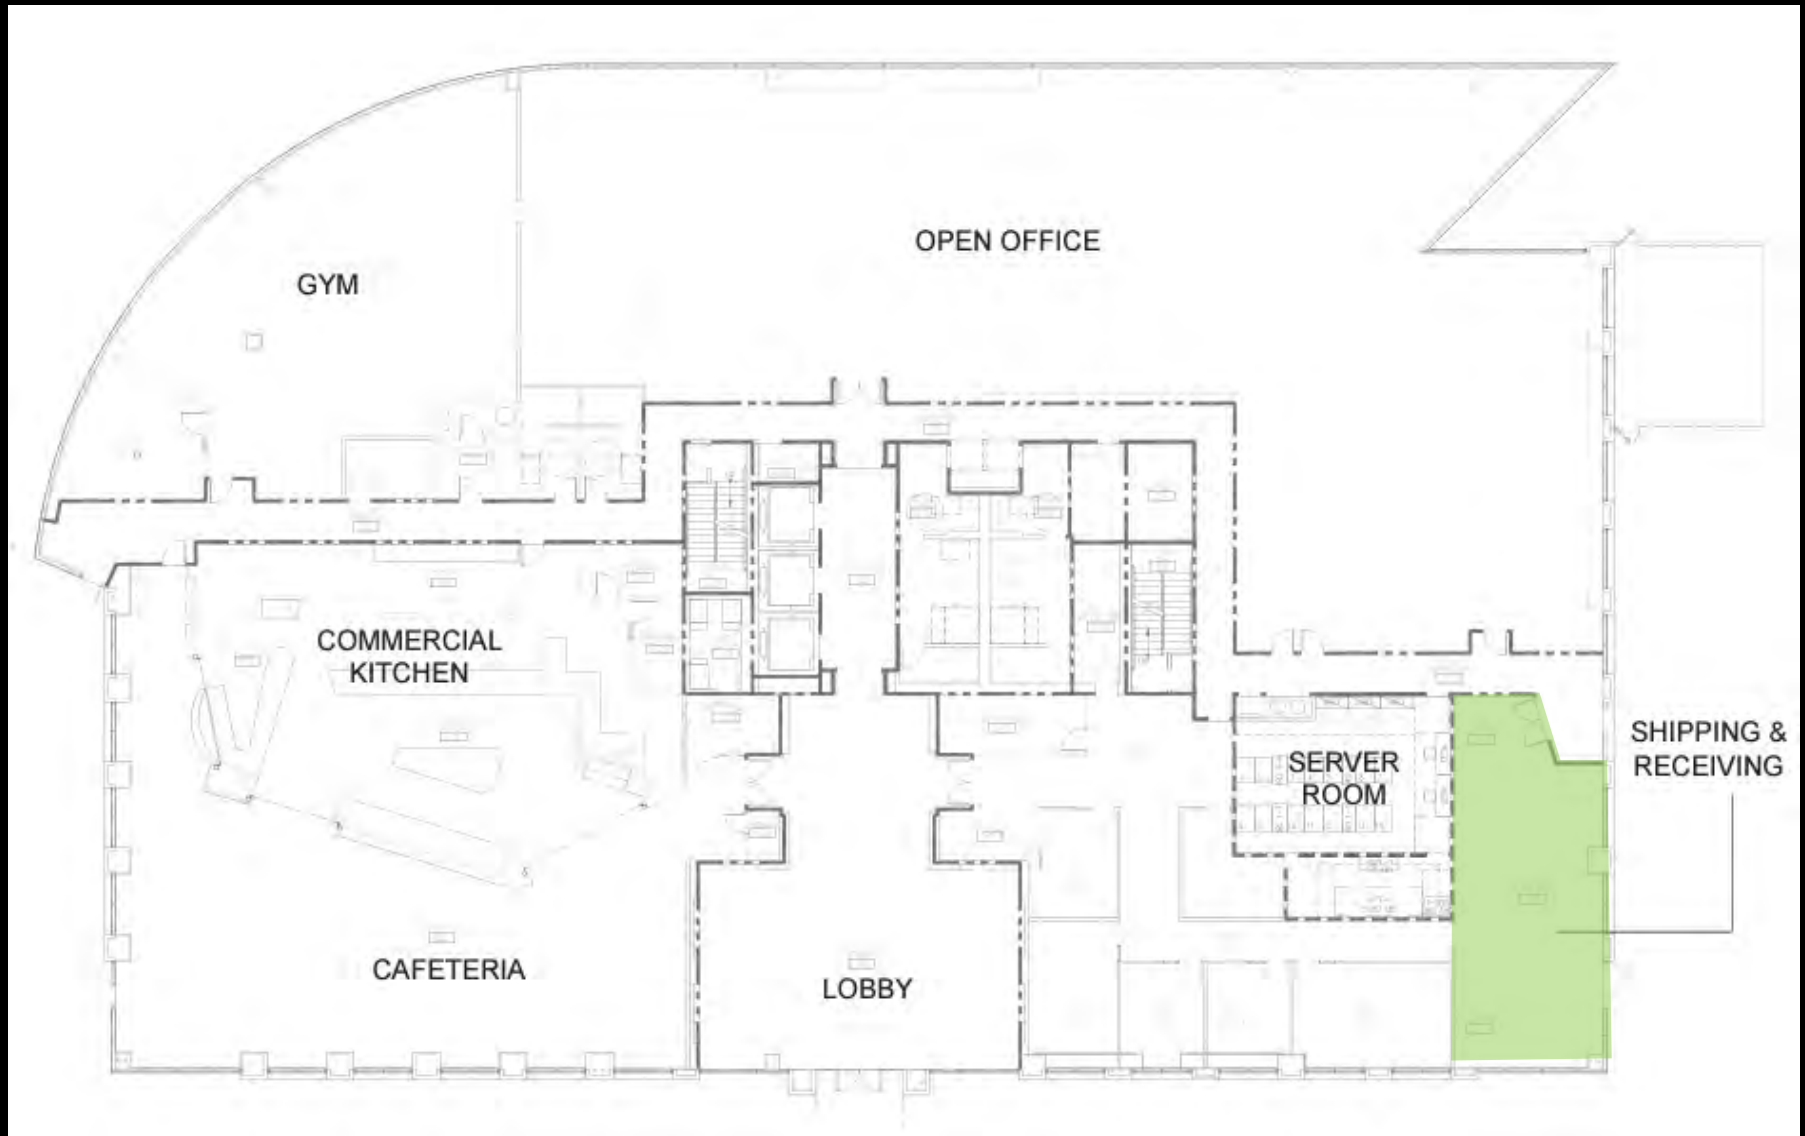 OPEN OFFICE
GYM
COMMERCIAL
KITCHEN
SHIPPING &
RECEIVING
SERVER
ROOM
CAFETERIA
LOBBY